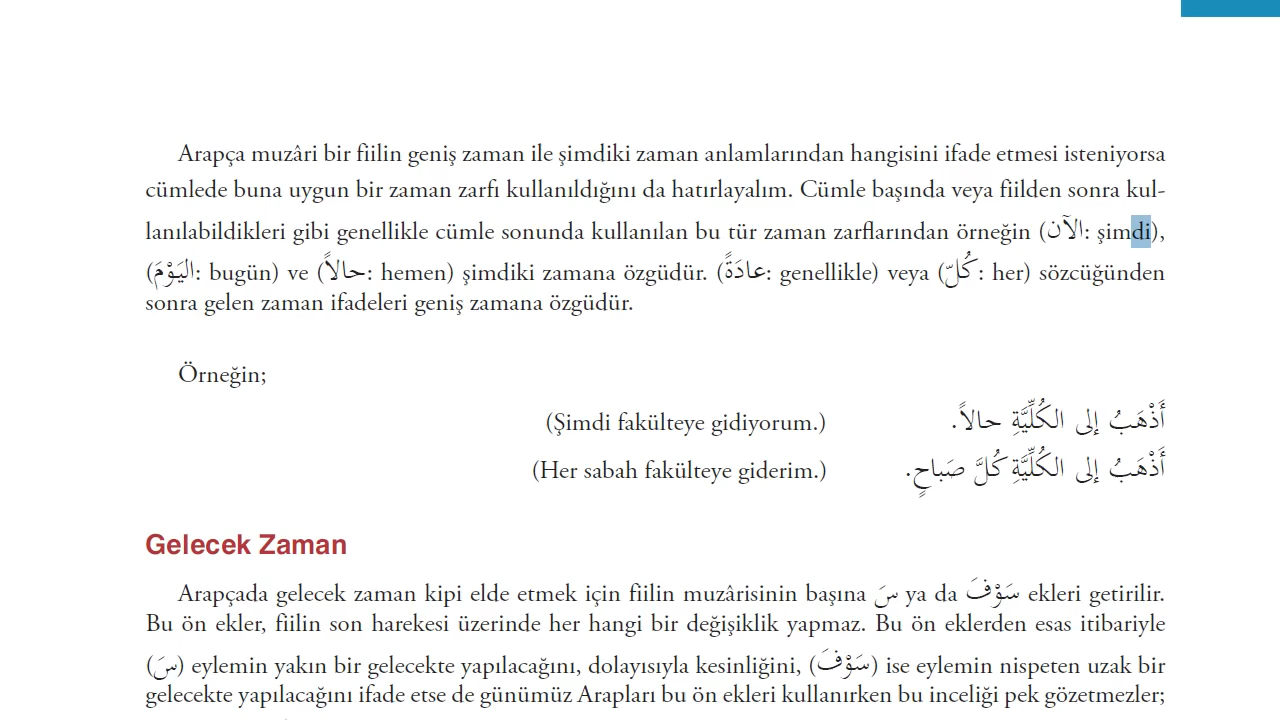 Arapça muzâri bir fiilin geniş zaman ile şimdiki zaman anlamlarından hangisini ifade etmesi isteniyorsa
cümlede buna uygun bir zaman zarfı kullanıldığını da hatırlayalım. Cümle başında veya fiilden sonra kul-
lanılabildikleri gibi genellikle cümle sonunda kullanılan bu tür zaman zarflarından örneğin (الآن: şimdi),
(اليَوْمَ: bugün) ve (حالاً: hemen) şimdiki zamana özgüdür. (عادَةً: genellikle) veya (كُلّ: her) sözcüğünden
sonra gelen zaman ifadeleri geniş zamana özgüdür.
Örneğin;
(Şimdi fakülteye gidiyorum.) أَذْهَبُ إلى الكُلِّيَّةِ حالاً.
(Her sabah fakülteye giderim.) أَذْهَبُ إلى الكُلِّيَّةِ كُلَّ صَباحٍ.
Gelecek Zaman
Arapçada gelecek zaman kipi elde etmek için fiilin muzârisinin başına سَ ya da سَوْفَ ekleri getirilir.
Bu ön ekler, fiilin son harekesi üzerinde her hangi bir değişiklik yapmaz. Bu ön eklerden esas itibariyle
(سَ) eylemin yakın bir gelecekte yapılacağını, dolayısıyla kesinliğini, (سَوْفَ) ise eylemin nispeten uzak bir
gelecekte yapılacağını ifade etse de günümüz Arapları bu ön ekleri kullanırken bu inceliği pek gözetmezler;